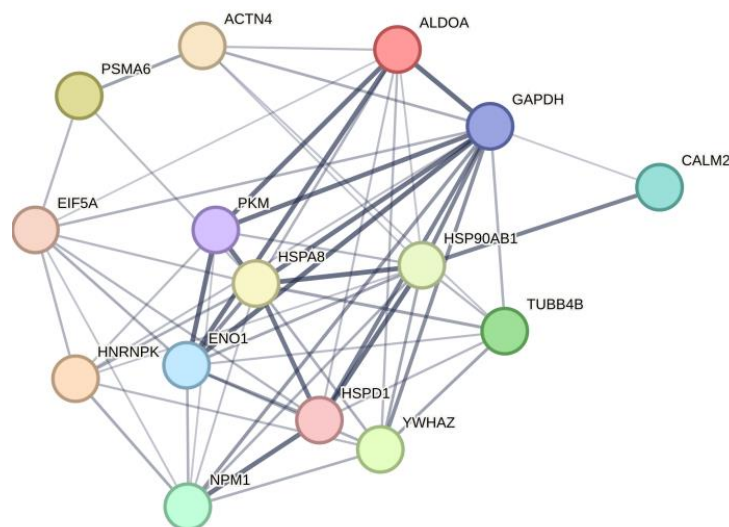 ACTN4
ALDOA
PSMA6
GAPDH
CALM2
EIF5A
PKM
HSP90AB1
HSPA8
TUBB4B
ENO1
HNRNPK
HSPD1
YWHAZ
NPM1